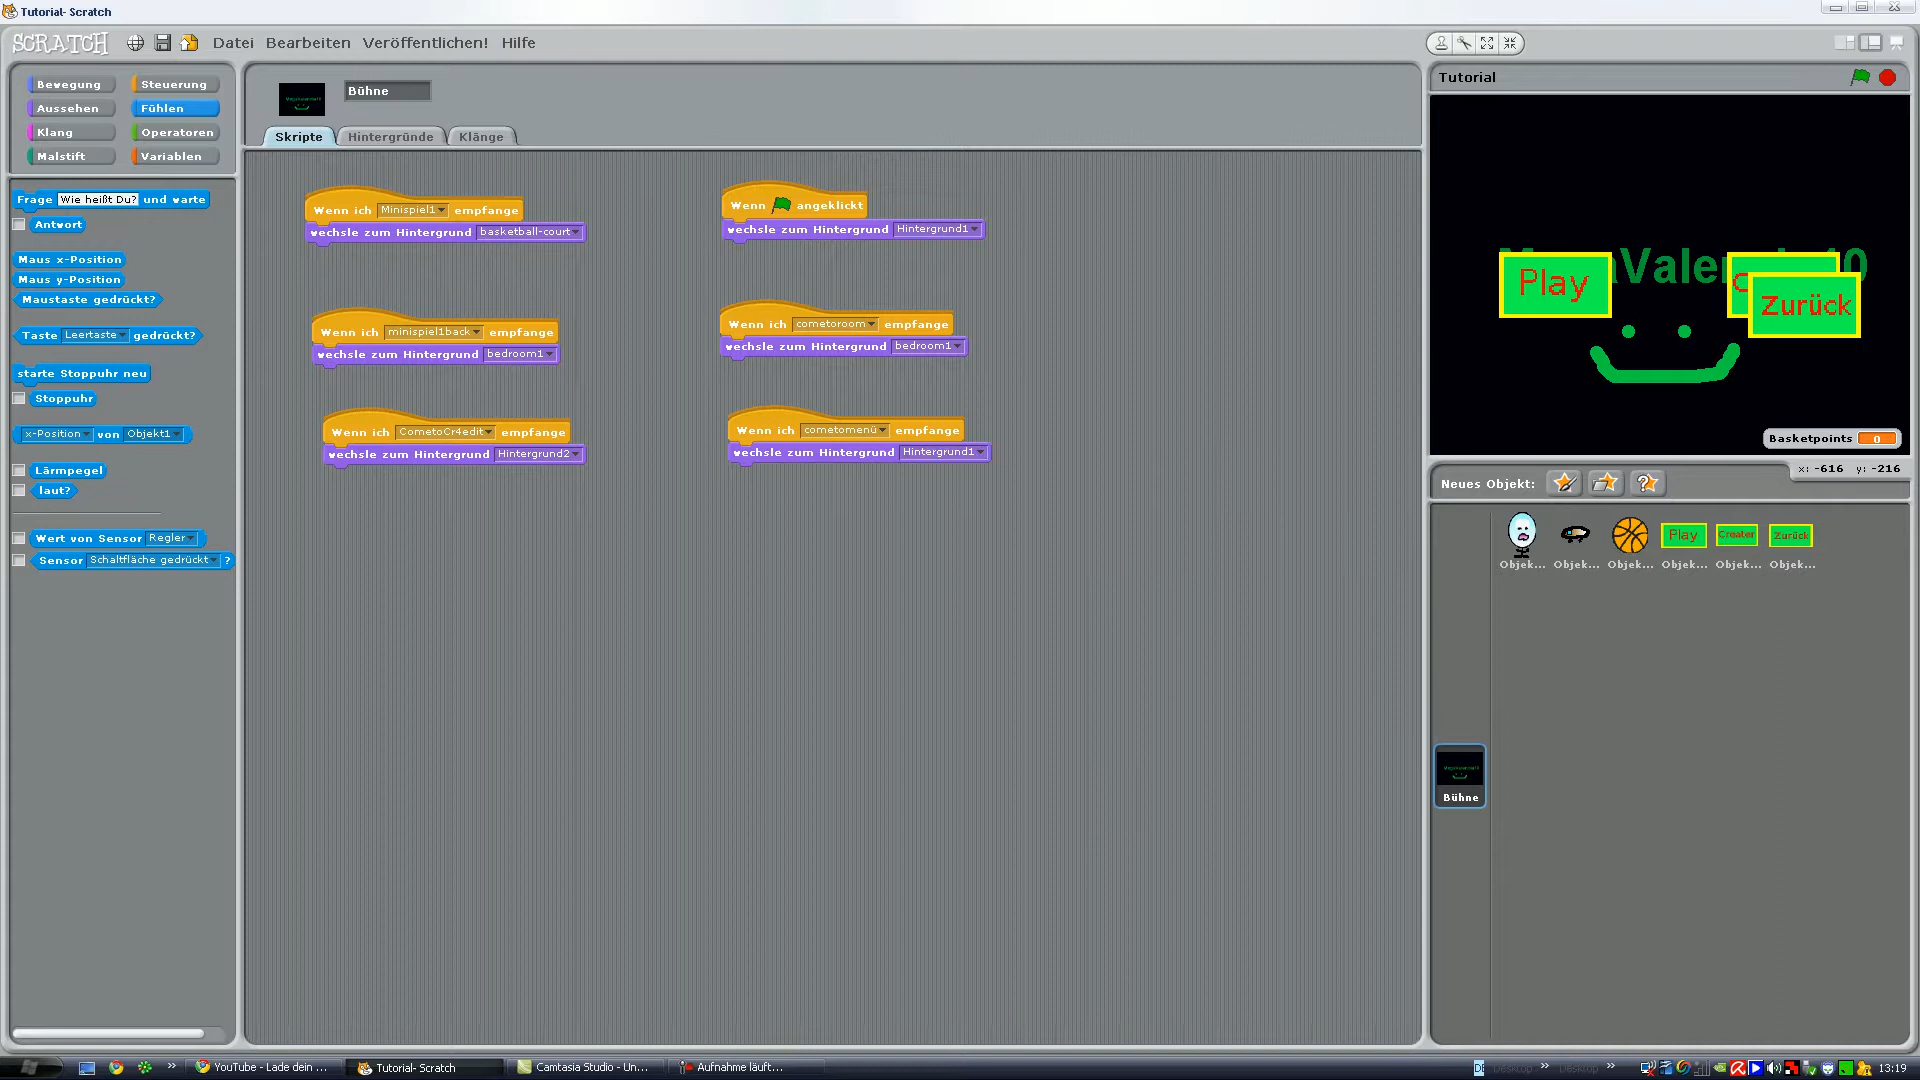 Tutorial- Scratch
SCRATCH
Datei Bearbeiten Veröffentlichen! Hilfe
Bewegung Steuerung
Aussehen Fühlen
Klang Operatoren
Malstift Variablen
Frage Wie heißt Du? und warte
Antwort
Maus x-Position
Maus y-Position
Maustaste gedrückt?
Taste Leertaste gedrückt?
starte Stoppuhr neu
Stoppuhr
x-Position von Objekt1
Lärmpegel
laut?
Wert von Sensor Regler
Sensor Schaltfläche gedrückt ?
Bühne
Skripte Hintergründe Klänge
Wenn ich Minispiel1 empfange
wechsle zum Hintergrund basketball-court
Wenn angeklickt
wechsle zum Hintergrund Hintergrund1
Wenn ich minispiel1back empfange
wechsle zum Hintergrund bedroom1
Wenn ich cometoroom empfange
wechsle zum Hintergrund bedroom1
Wenn ich CometoCr4edit empfange
wechsle zum Hintergrund Hintergrund2
Wenn ich cometomenü empfange
wechsle zum Hintergrund Hintergrund1
Tutorial
Play
Zurück
Basketpoints 0
x: -616 y: -216
Neues Objekt:
Play Creater Zurück
Objek... Objek... Objek... Objek... Objek... Objek...
Bühne
YouTube - Lade dein ... Tutorial- Scratch Camtasia Studio - Un... Aufnahme läuft... DE Desktop Desktop 13:19